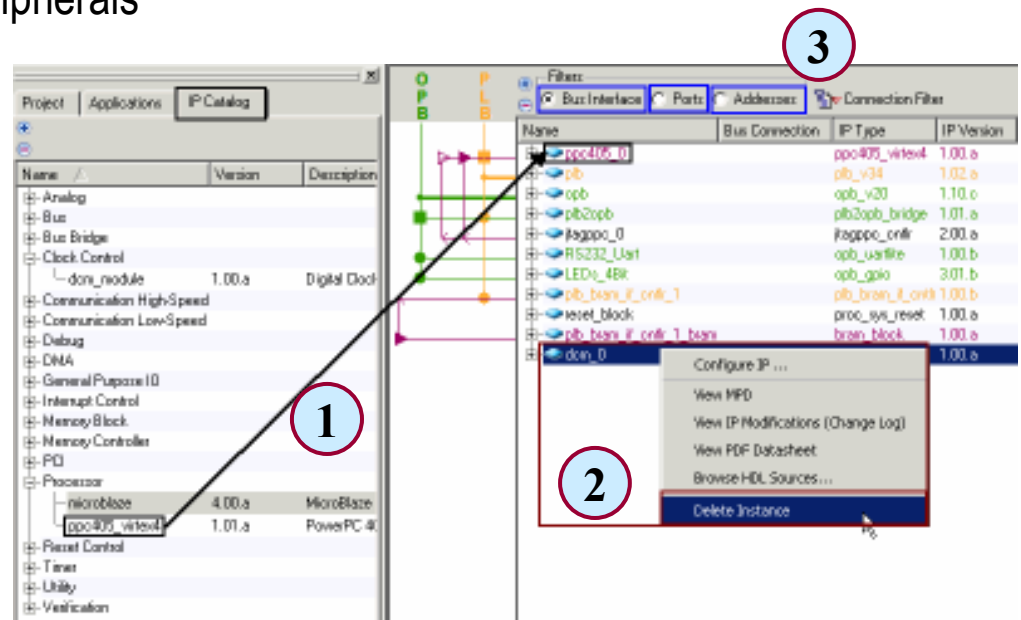 ipherals
3
O P B
P L B
Filters
Bus Interface Ports Addresses Connection Filter
Project Applications IP Catalog
Name Version Description
Analog
Bus
Bus Bridge
Clock Control
dcm_module 1.00.a Digital Clock
Communication High-Speed
Communication Low-Speed
Debug
DMA
General Purpose IO
Interrupt Control
Memory Block
Memory Controller
PCI
Processor
microblaze 4.00.a MicroBlaze
ppc405_virtex4 1.01.a PowerPC 40
Reset Control
Timer
Utility
Verification
1
Name Bus Connection IP Type IP Version
ppc405_0 ppc405_virtex4 1.00.a
plb plb_v34 1.02.a
opb opb_v20 1.10.c
plb2opb plb2opb_bridge 1.01.a
jtagppc_0 jtagppc_cntlr 2.00.a
RS232_Uart opb_uartlite 1.00.b
LEDs_4Bit opb_gpio 3.01.b
plb_bram_if_cntlr_1 plb_bram_if_cntlr 1.00.b
reset_block proc_sys_reset 1.00.a
plb_bram_if_cntlr_1_bram bram_block 1.00.a
dcm_0 1.00.a
Configure IP ...
View MPD
View IP Modifications (Change Log)
View PDF Datasheet
Browse HDL Sources...
Delete Instance
2